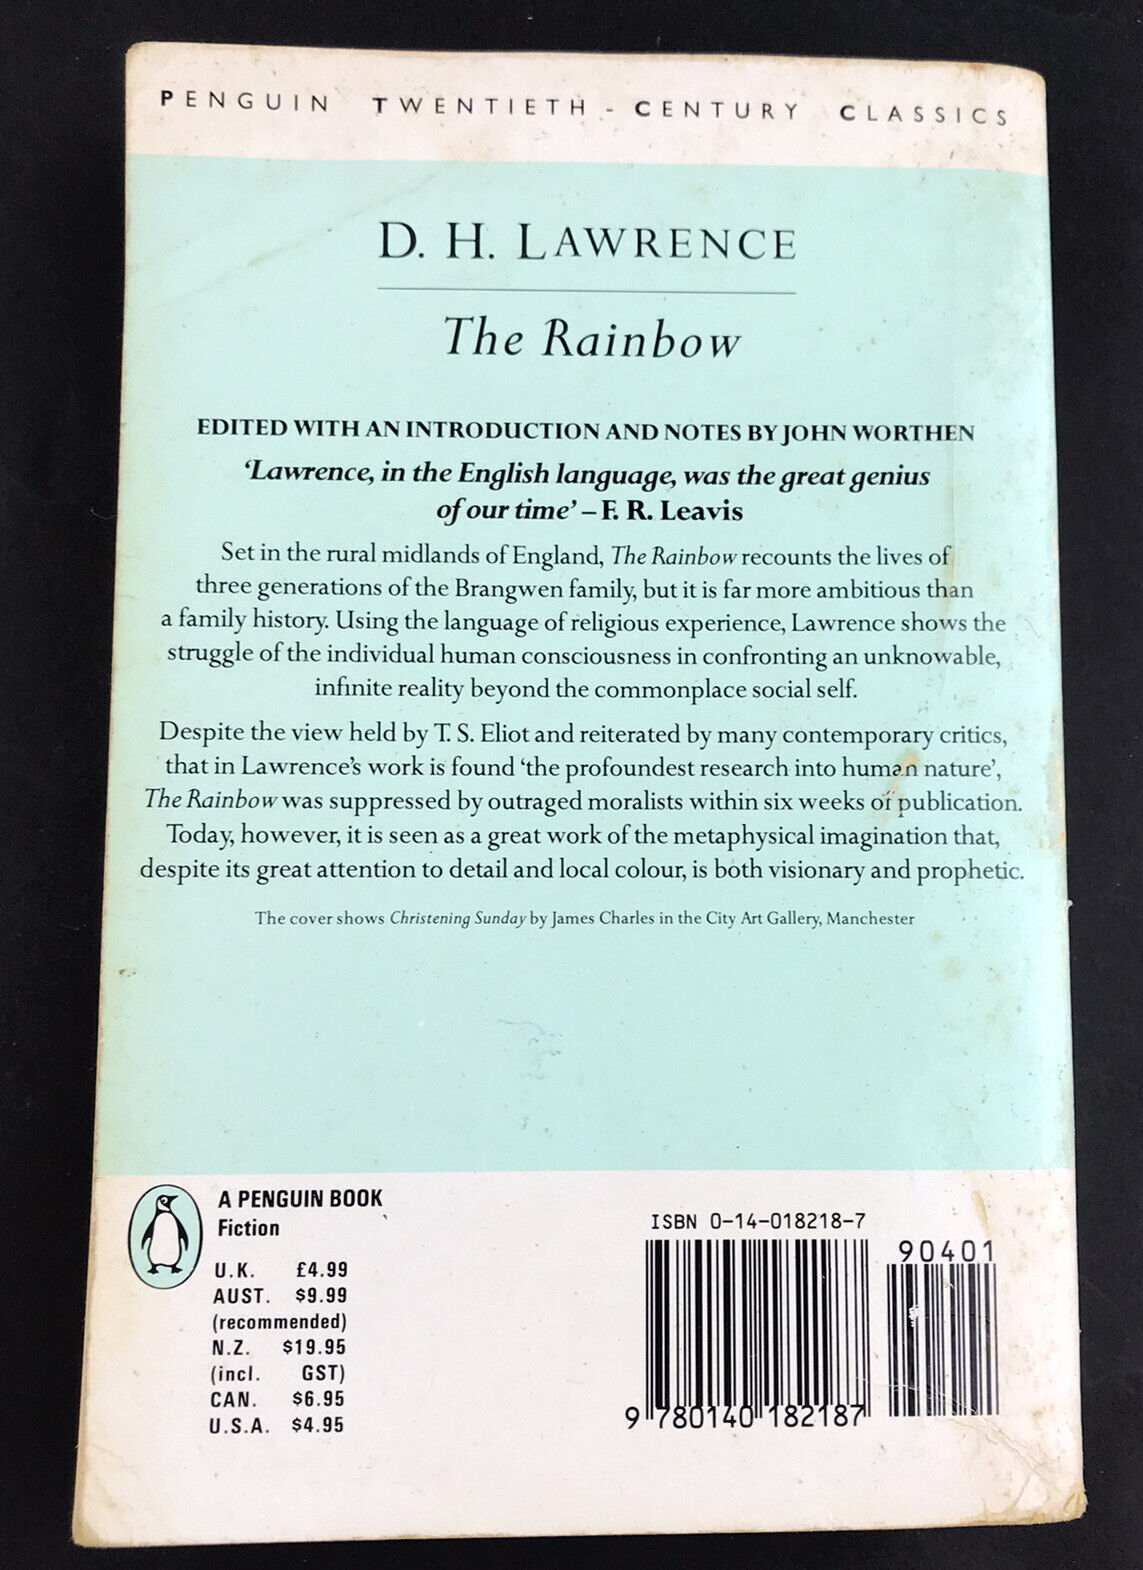 PENGUIN TWENTIETH-CENTURY CLASSICS
D. H. LAWRENCE
The Rainbow
EDITED WITH AN INTRODUCTION AND NOTES BY JOHN WORTHEN
‘Lawrence, in the English language, was the great genius
of our time’ – F. R. Leavis
Set in the rural midlands of England, The Rainbow recounts the lives of
three generations of the Brangwen family, but it is far more ambitious than
a family history. Using the language of religious experience, Lawrence shows the
struggle of the individual human consciousness in confronting an unknowable,
infinite reality beyond the commonplace social self.
Despite the view held by T. S. Eliot and reiterated by many contemporary critics,
that in Lawrence's work is found ‘the profoundest research into human nature’,
The Rainbow was suppressed by outraged moralists within six weeks of publication.
Today, however, it is seen as a great work of the metaphysical imagination that,
despite its great attention to detail and local colour, is both visionary and prophetic.
The cover shows Christening Sunday by James Charles in the City Art Gallery, Manchester
A PENGUIN BOOK
Fiction
U.K. £4.99
AUST. $9.99
(recommended)
N.Z. $19.95
(incl. GST)
CAN. $6.95
U.S.A. $4.95
ISBN 0-14-018218-7
90401
9 780140 182187